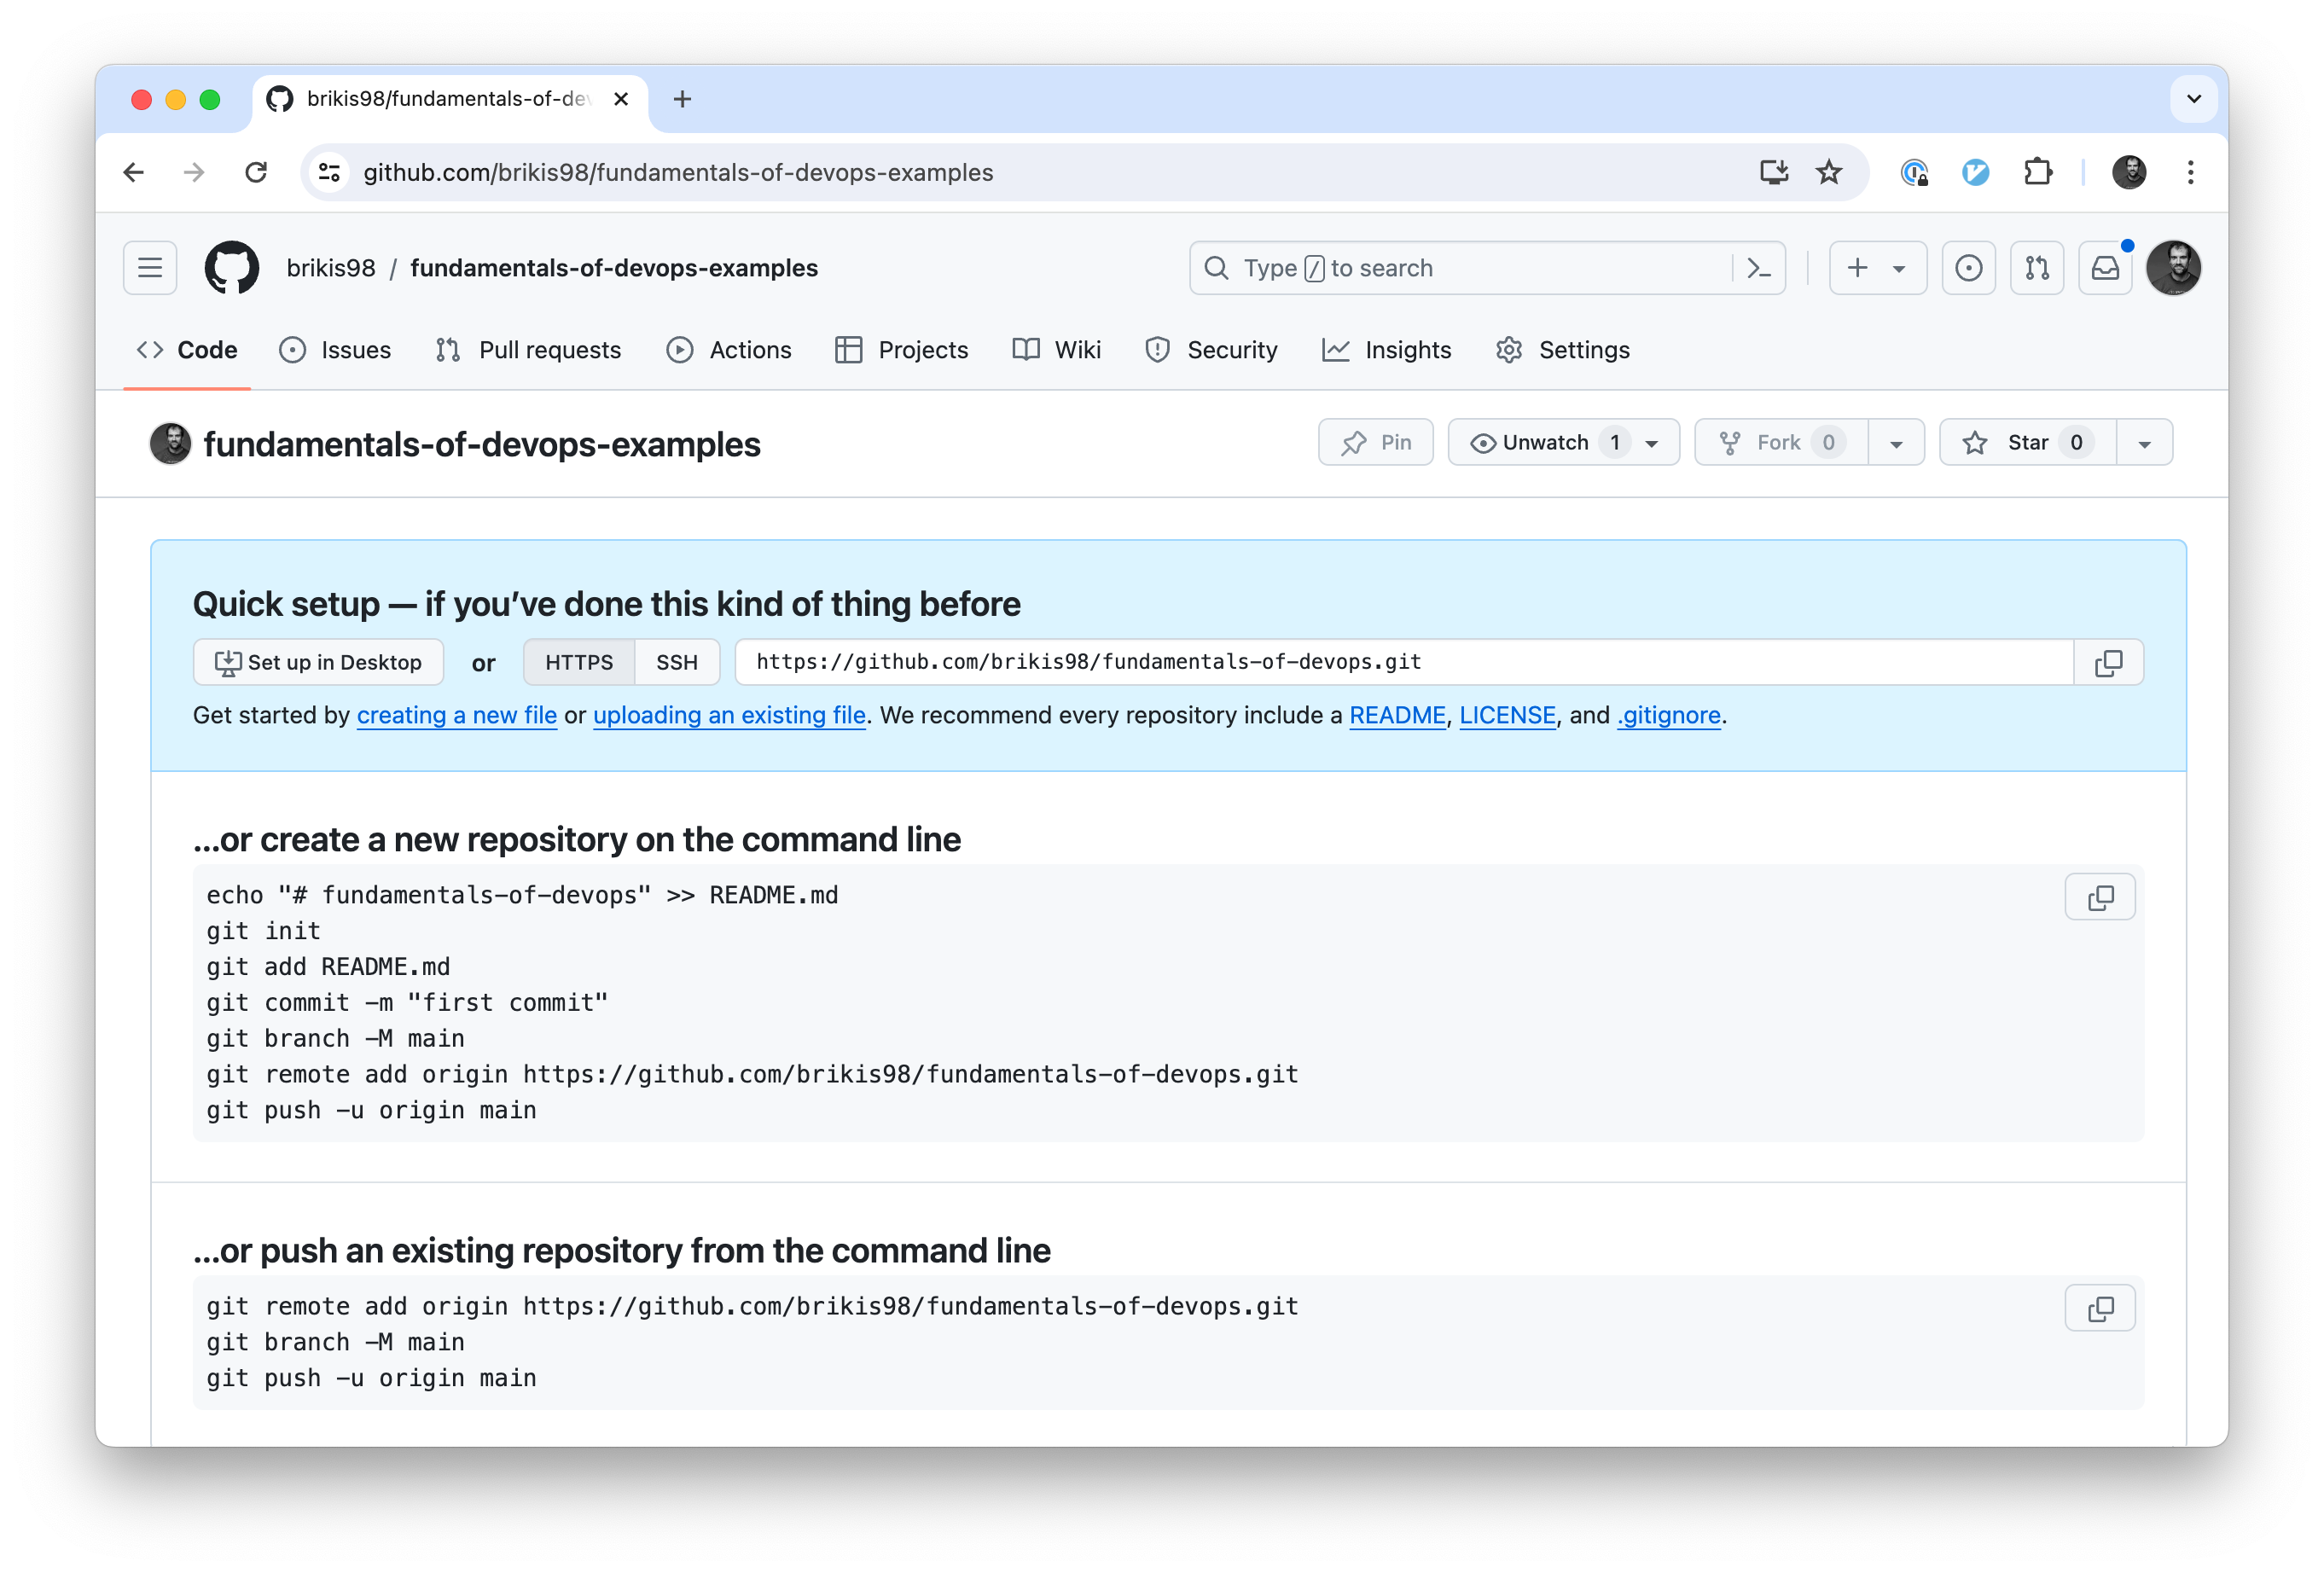 brikis98/fundamentals-of-dev
github.com/brikis98/fundamentals-of-devops-examples
brikis98 / fundamentals-of-devops-examples
Type / to search
Code Issues Pull requests Actions Projects Wiki Security Insights Settings
fundamentals-of-devops-examples
Pin Unwatch 1 Fork 0 Star 0
Quick setup — if you’ve done this kind of thing before
Set up in Desktop or HTTPS SSH https://github.com/brikis98/fundamentals-of-devops.git
Get started by creating a new file or uploading an existing file. We recommend every repository include a README, LICENSE, and .gitignore.
…or create a new repository on the command line
echo "# fundamentals-of-devops" >> README.md
git init
git add README.md
git commit -m "first commit"
git branch -M main
git remote add origin https://github.com/brikis98/fundamentals-of-devops.git
git push -u origin main
…or push an existing repository from the command line
git remote add origin https://github.com/brikis98/fundamentals-of-devops.git
git branch -M main
git push -u origin main